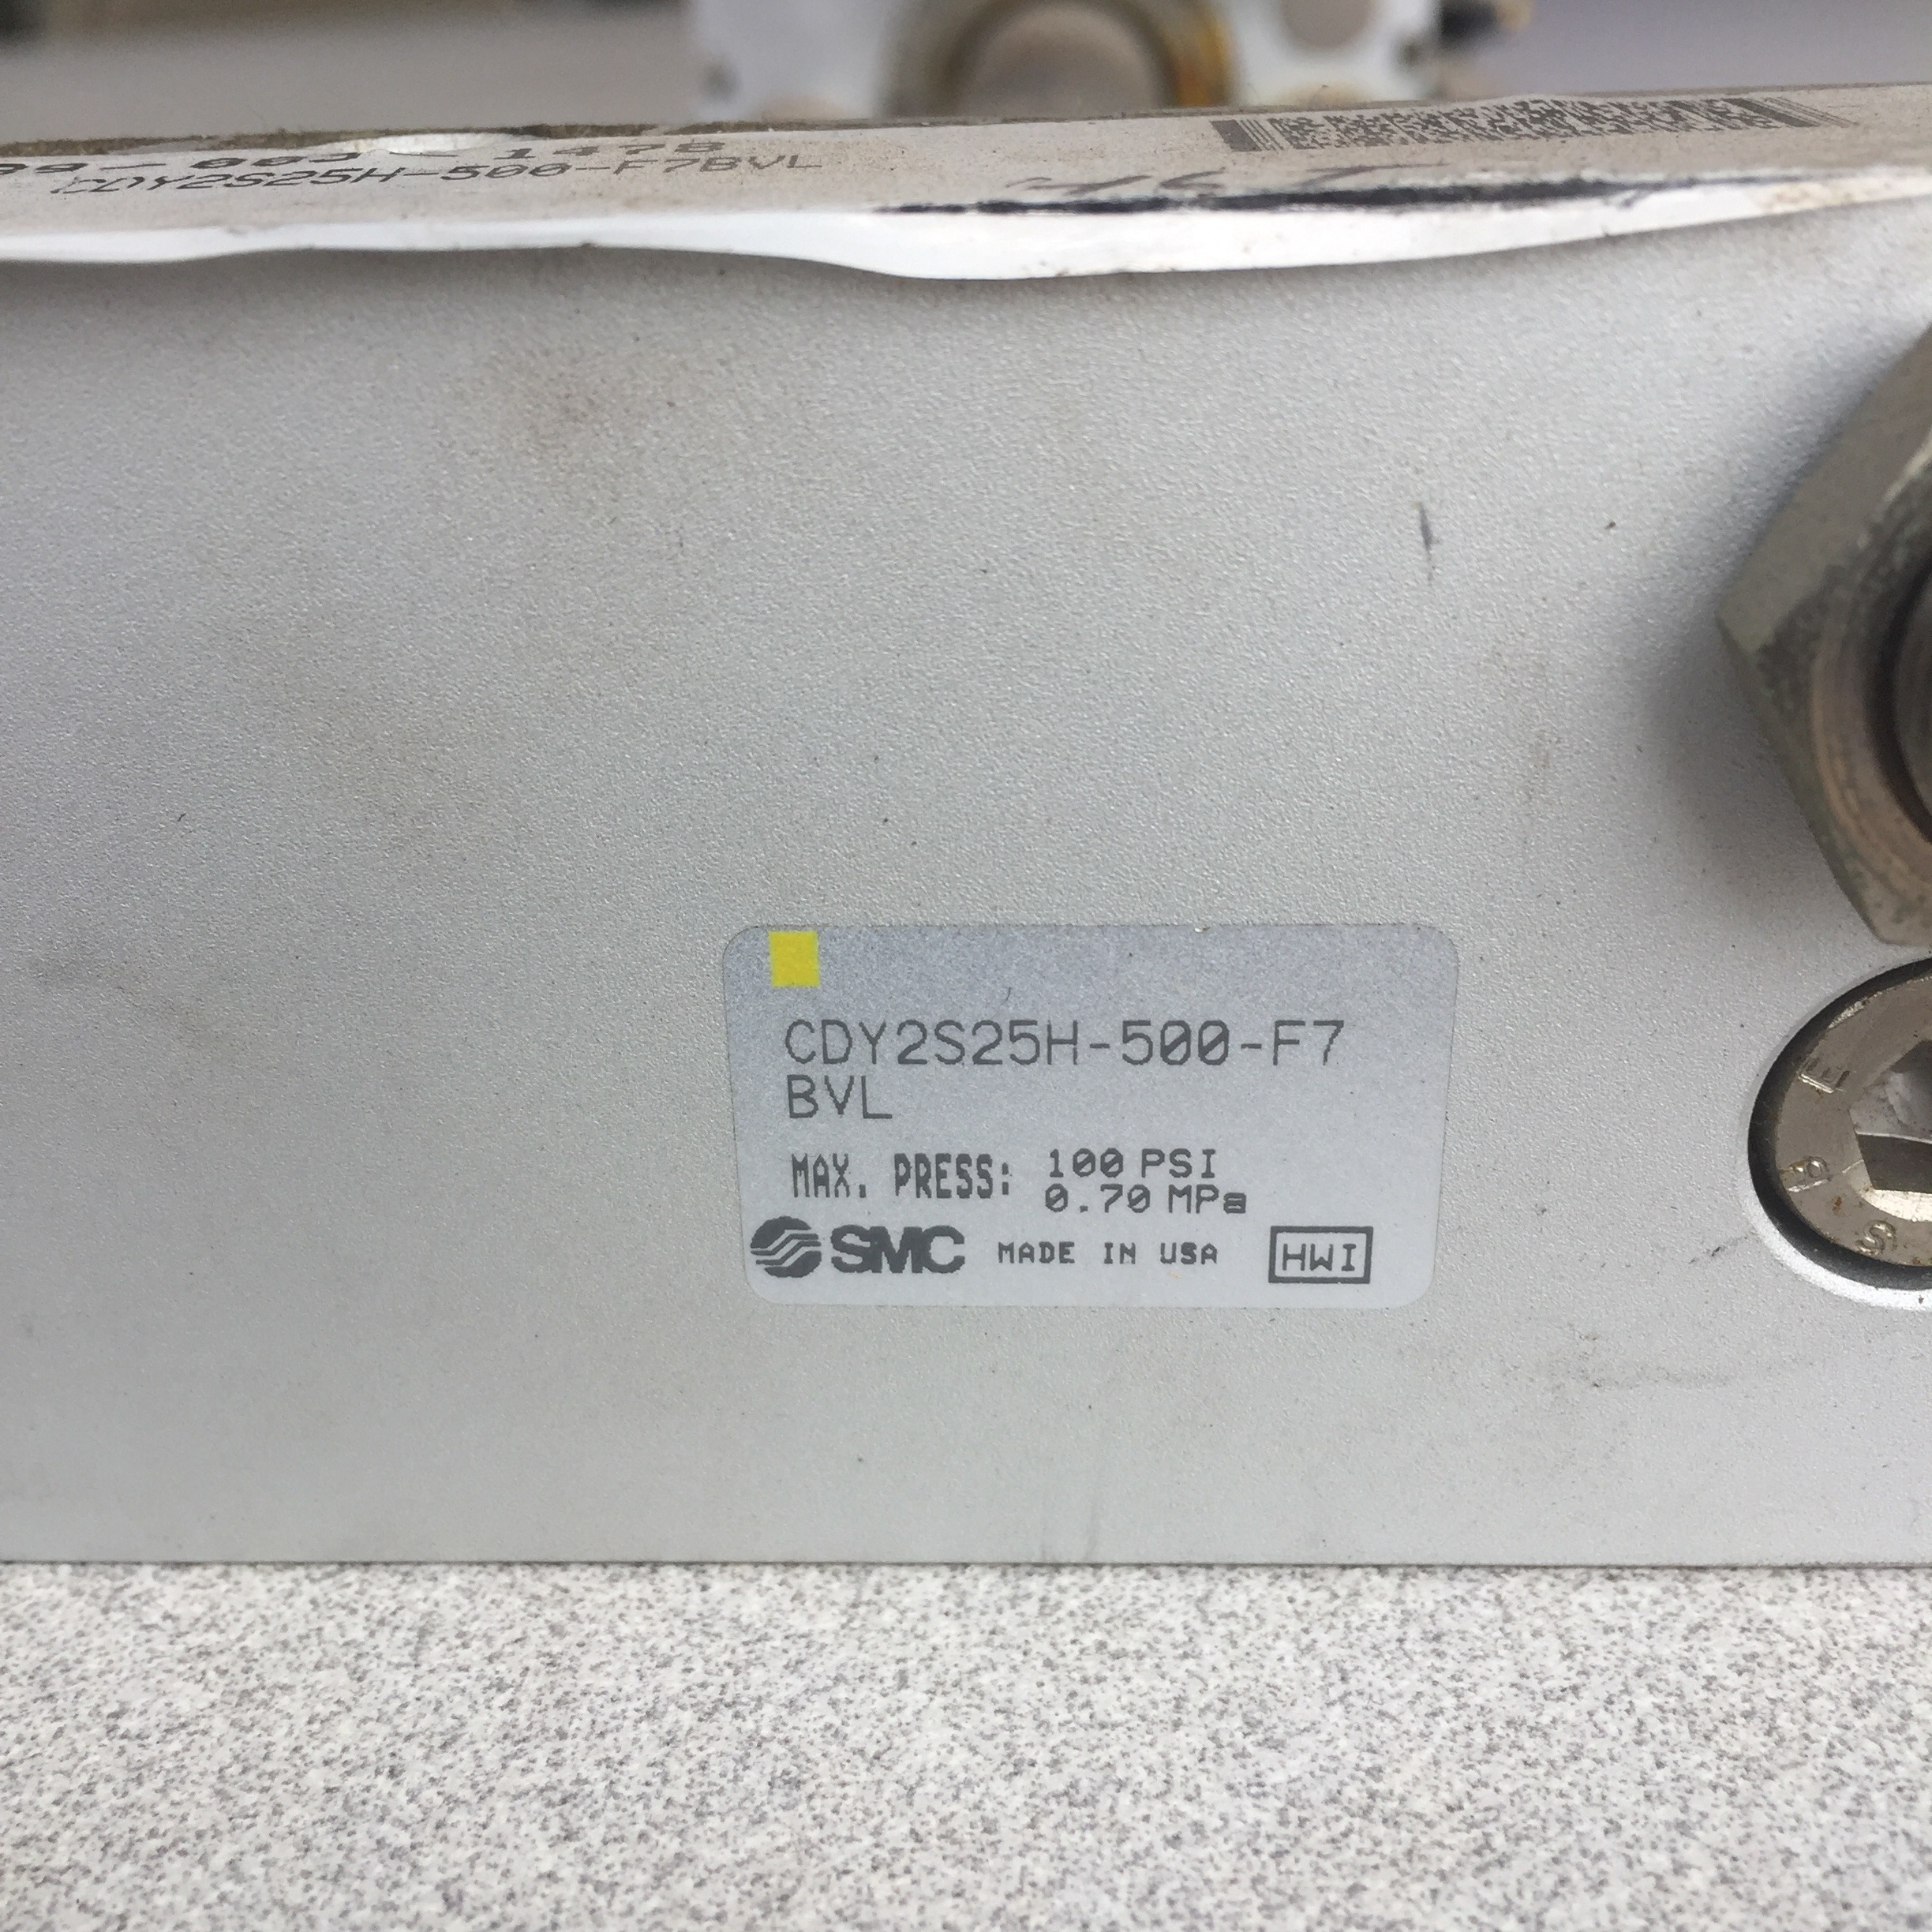 1478
CDY2S25H-500-F7BVL
CDY2S25H-500-F7
BVL
MAX. PRESS: 100 PSI
0.70 MPa
SMC MADE IN USA HWI
E
B
S